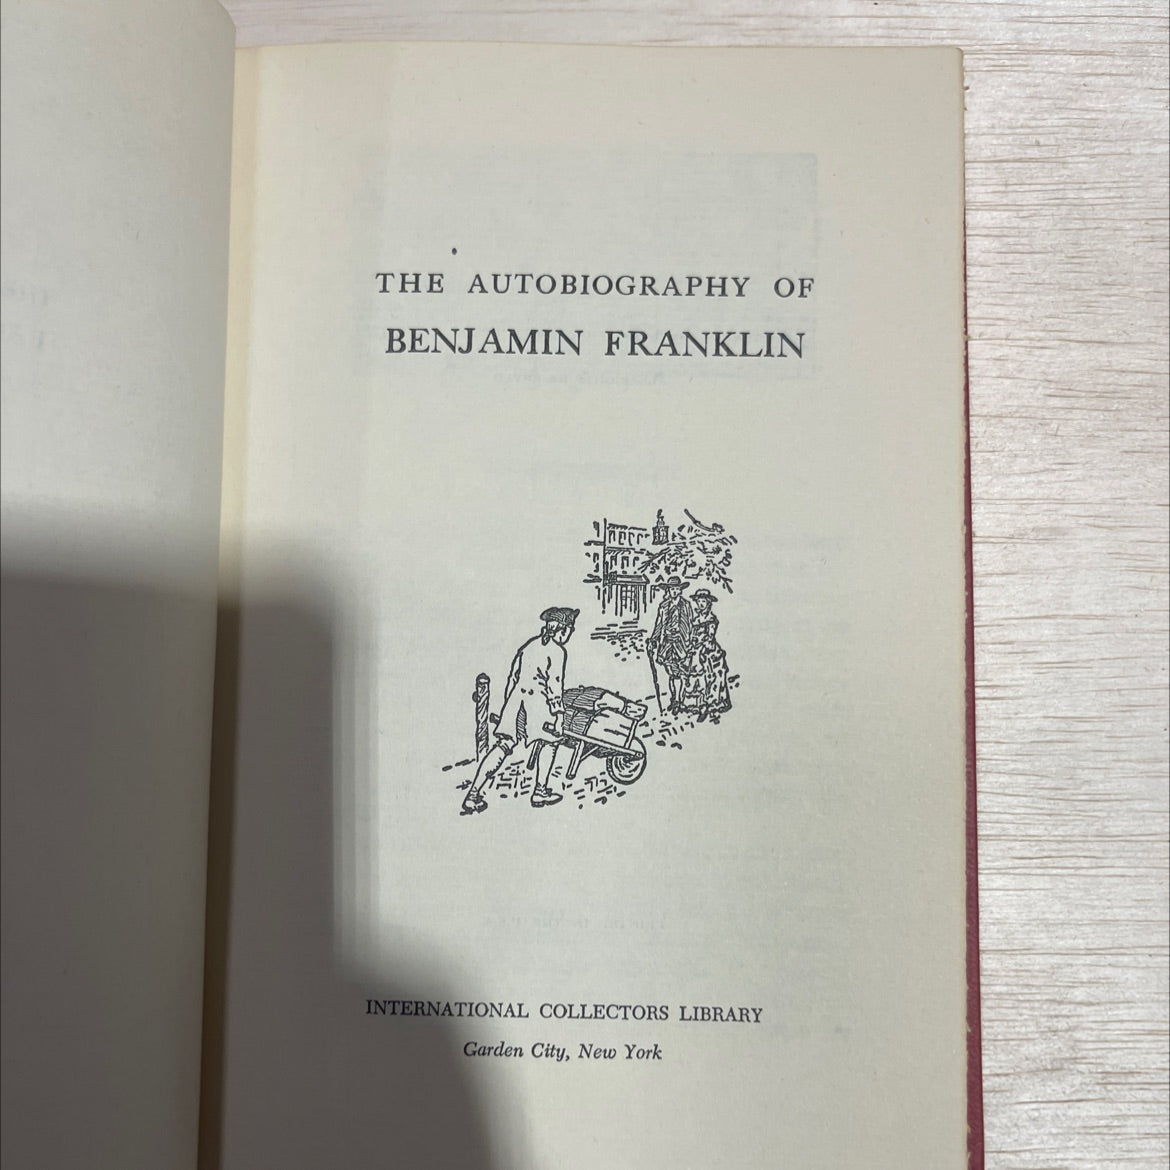 THE AUTOBIOGRAPHY OF
BENJAMIN FRANKLIN
INTERNATIONAL COLLECTORS LIBRARY
Garden City, New York